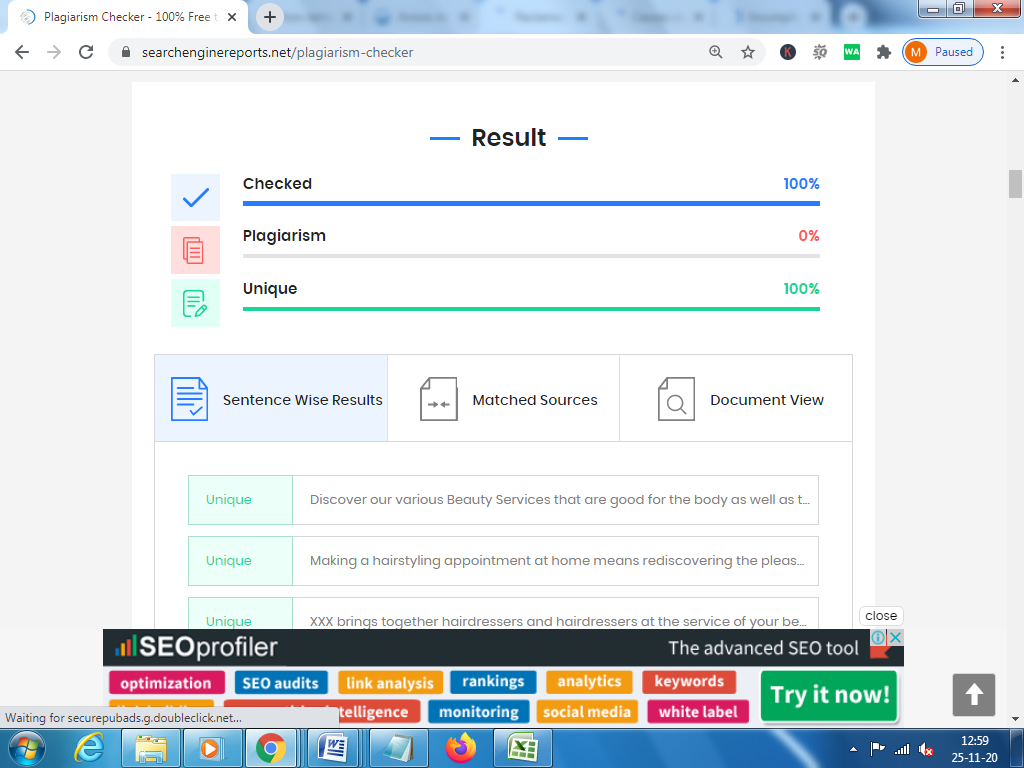 Plagiarism Checker - 100% Free t
searchenginereports.net/plagiarism-checker
K
WA
M Paused
Result
Checked 100%
Plagiarism 0%
Unique 100%
Sentence Wise Results
Matched Sources
Document View
Unique Discover our various Beauty Services that are good for the body as well as t...
Unique Making a hairstyling appointment at home means rediscovering the pleas...
Unique XXX brings together hairdressers and hairdressers at the service of your be...
close
SEOprofiler
The advanced SEO tool
optimization SEO audits link analysis rankings analytics keywords
monitoring social media white label
Try it now!
Waiting for securepubads.g.doubleclick.net...
12:59
25-11-20